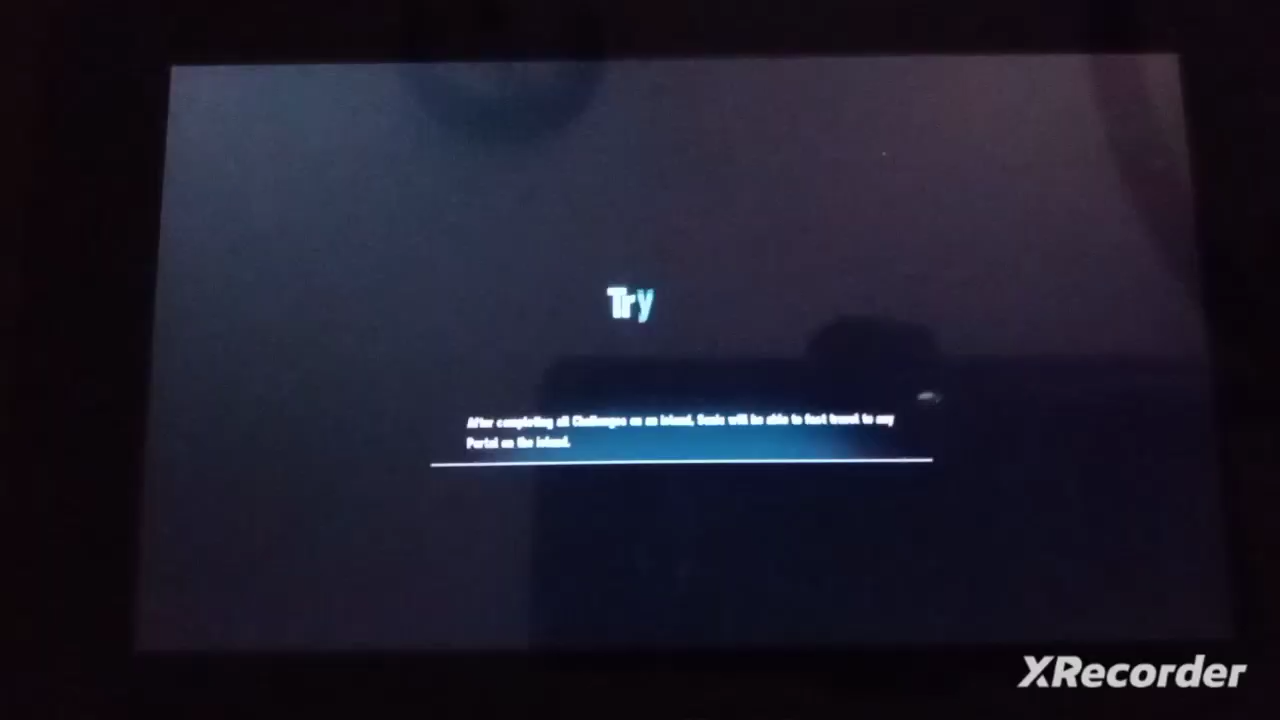 Try
After completing all Challenges on an island, Sonic will be able to fast travel to any
Portal on the island.
XRecorder